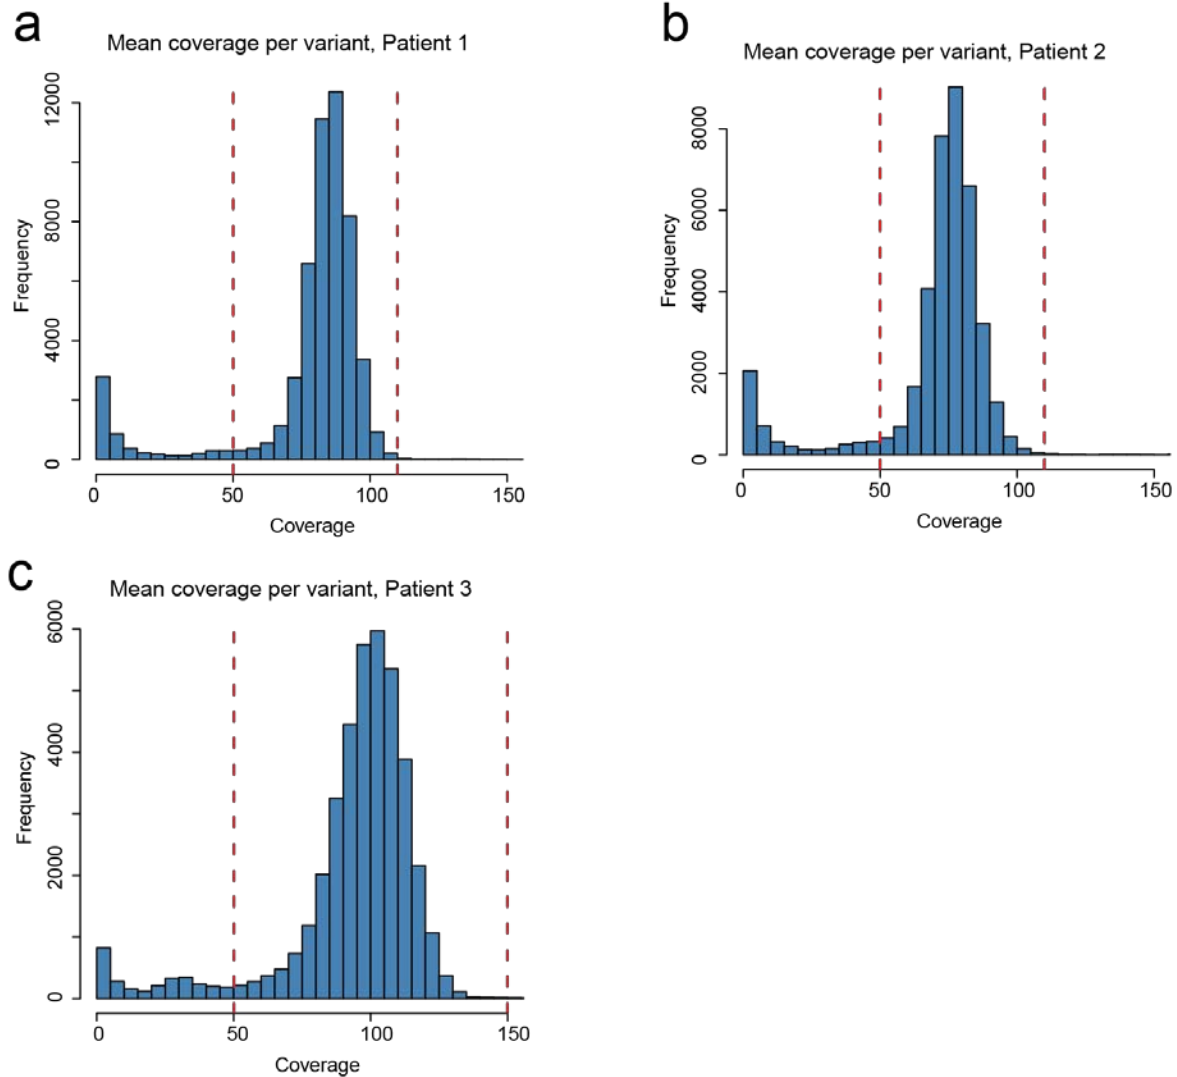 a
Mean coverage per variant, Patient 1
12000
8000
4000
0
Frequency
0 50 100 150
Coverage
b
Mean coverage per variant, Patient 2
8000
6000
4000
2000
0
Frequency
0 50 100 150
Coverage
c
Mean coverage per variant, Patient 3
6000
4000
2000
0
Frequency
0 50 100 150
Coverage